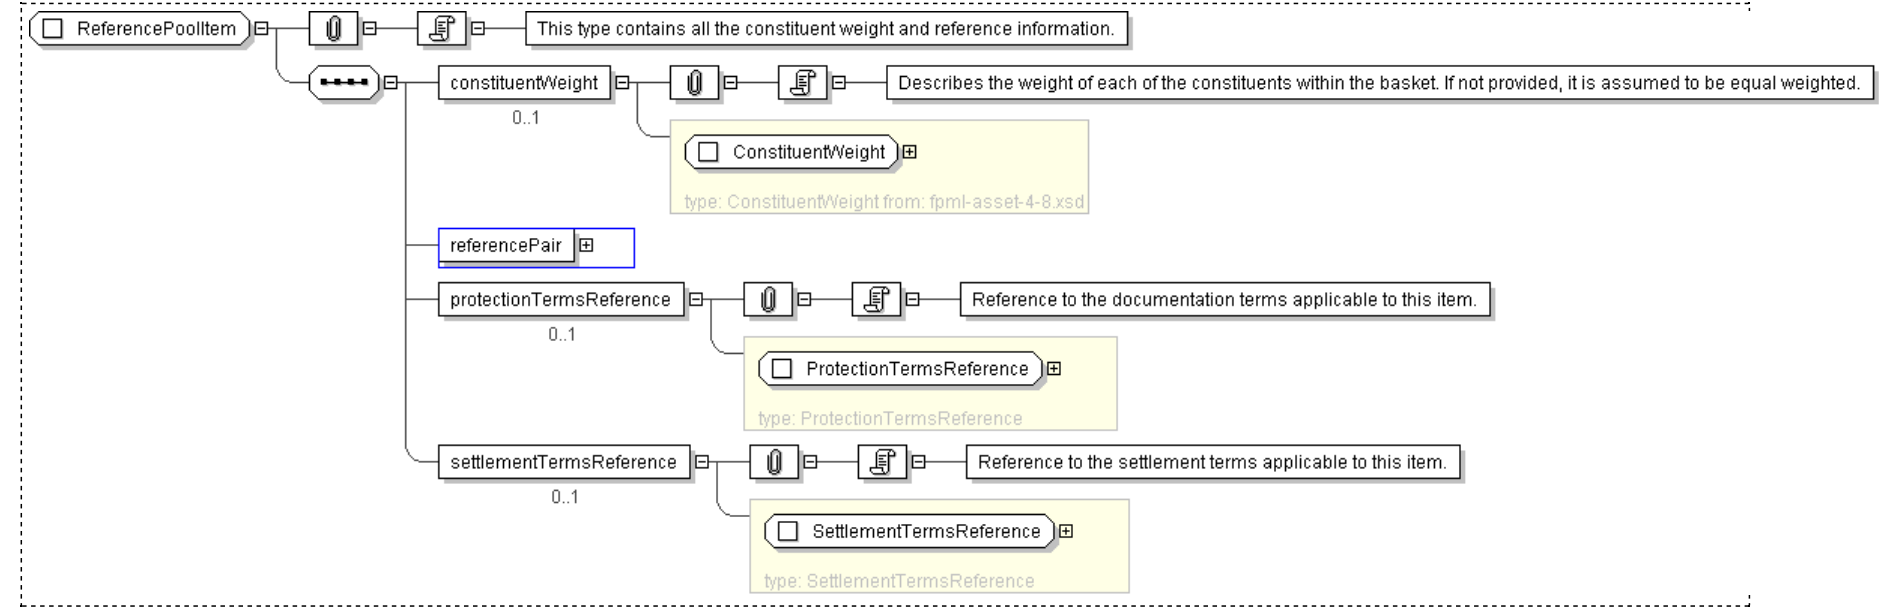 ReferencePoolItem
This type contains all the constituent weight and reference information.
constituentWeight
Describes the weight of each of the constituents within the basket. If not provided, it is assumed to be equal weighted.
0..1
ConstituentWeight
type: ConstituentWeight from: fpml-asset-4-8.xsd
referencePair
protectionTermsReference
Reference to the documentation terms applicable to this item.
0..1
ProtectionTermsReference
type: ProtectionTermsReference
settlementTermsReference
Reference to the settlement terms applicable to this item.
0..1
SettlementTermsReference
type: SettlementTermsReference